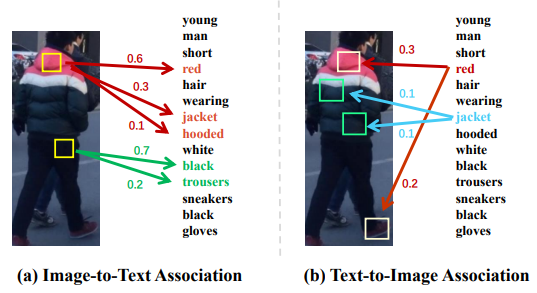 young
man
short
red
hair
wearing
jacket
hooded
white
black
trousers
sneakers
black
gloves
0.6
0.3
0.1
0.7
0.2
(a) Image-to-Text Association
young
man
short
red
hair
wearing
jacket
hooded
white
black
trousers
sneakers
black
gloves
0.3
0.1
0.1
0.2
(b) Text-to-Image Association